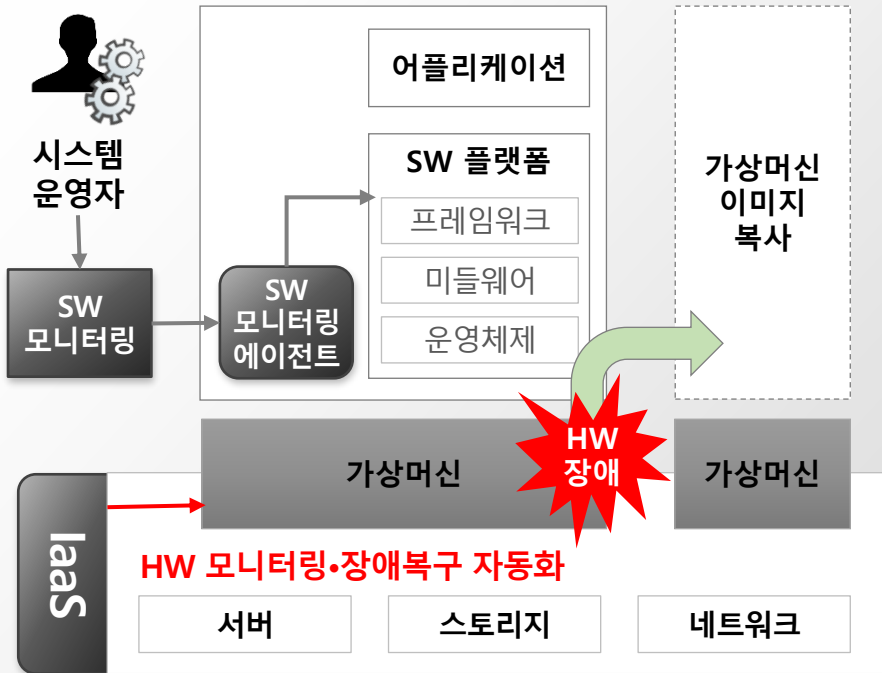 시스템
운영자
SW
모니터링
SW
모니터링
에이전트
어플리케이션
SW 플랫폼
프레임워크
미들웨어
운영체제
가상머신
이미지
복사
가상머신
HW
장애
가상머신
IaaS
HW 모니터링•장애복구 자동화
서버
스토리지
네트워크